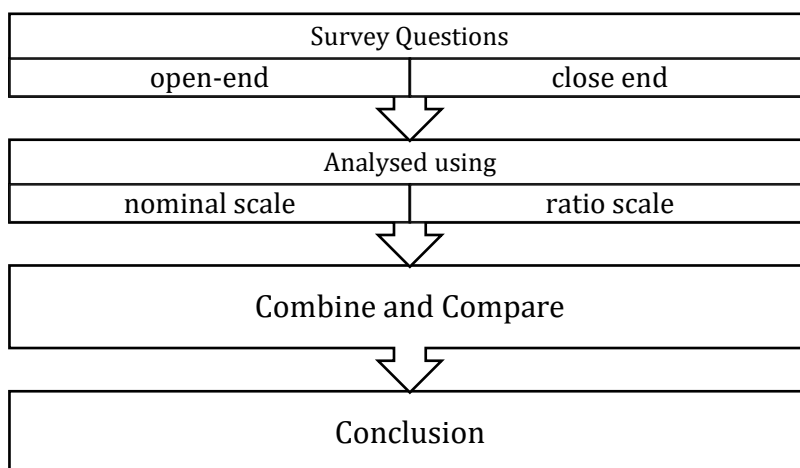 Survey Questions
open-end close end
Analysed using
nominal scale ratio scale
Combine and Compare
Conclusion